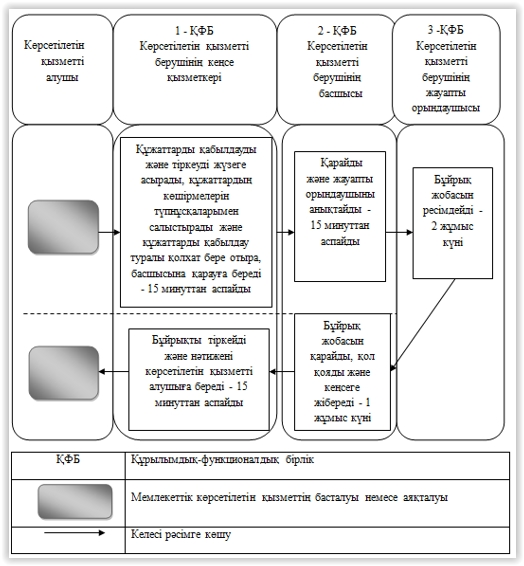 Көрсетілетін
қызметті
алушы
1 - ҚФБ
Көрсетілетін қызметті
берушінің кеңсе
қызметкері
2 - ҚФБ
Көрсетілетін
қызметті
берушінің
басшысы
3 -ҚФБ
Көрсетілетін
қызметті
берушінің
жауапты
орындаушысы
Құжаттарды қабылдауды
және тіркеуді жүзеге
асырады, құжаттардың
көшірмелерін
түпнұсқаларымен
салыстырады және
құжаттарды қабылдау
туралы қолхат бере отыра,
басшысына қарауға береді
- 15 минуттан аспайды
Қарайды
және жауапты
орындаушыны
анықтайды -
15 минуттан
аспайды
Бұйрық
жобасын
ресімдейді -
2 жұмыс
күні
Бұйрықты тіркейді
және нәтижені
көрсетілетін қызметті
алушыға береді - 15
минуттан аспайды
Бұйрық
жобасын
қарайды, қол
қояды және
кеңсеге
жібереді - 1
жұмыс күні
ҚФБ
Құрылымдық-функционалдық бірлік
Мемлекеттік көрсетілетін қызметтің басталуы немесе аяқталуы
Келесі рәсімге көшу